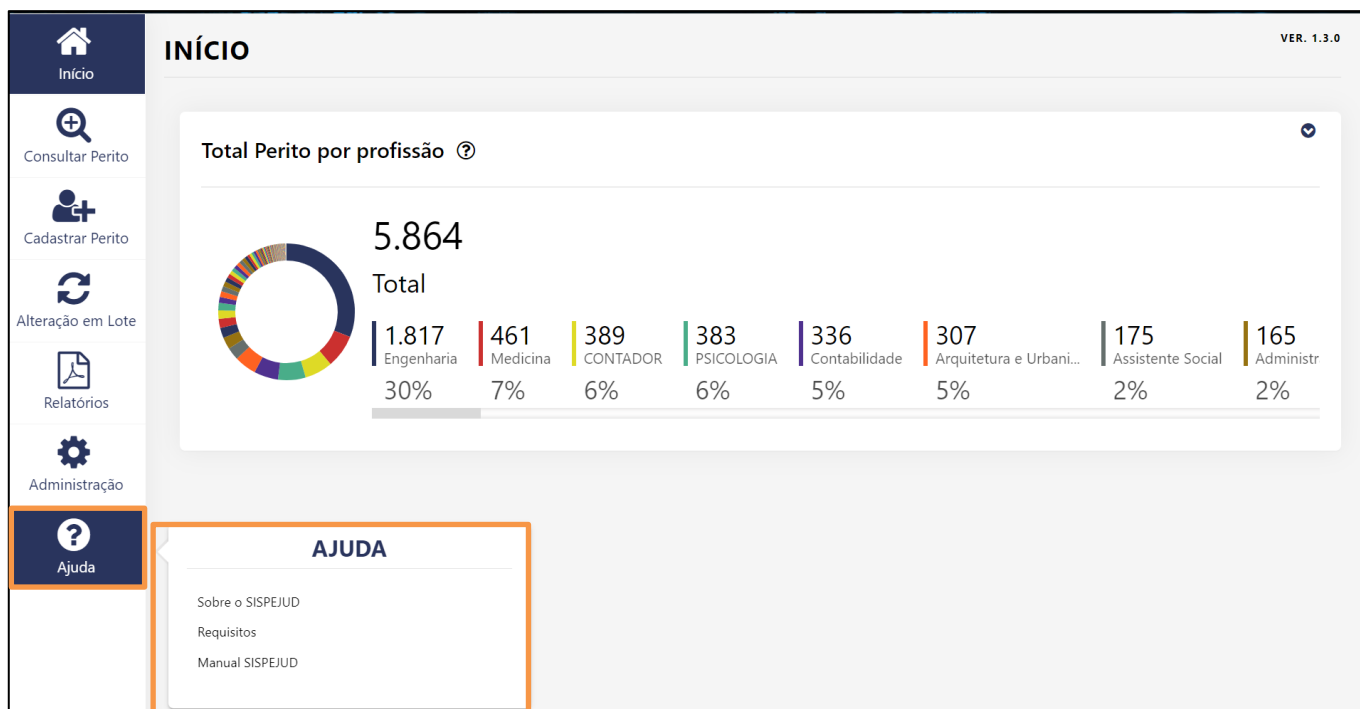 Início
Consultar Perito
Cadastrar Perito
Alteração em Lote
Relatórios
Administração
Ajuda
INÍCIO
VER. 1.3.0
Total Perito por profissão
5.864
Total
1.817 461 389 383 336 307 175 165
Engenharia Medicina CONTADOR PSICOLOGIA Contabilidade Arquitetura e Urbani... Assistente Social Administr
30% 7% 6% 6% 5% 5% 2% 2%
AJUDA
Sobre o SISPEJUD
Requisitos
Manual SISPEJUD